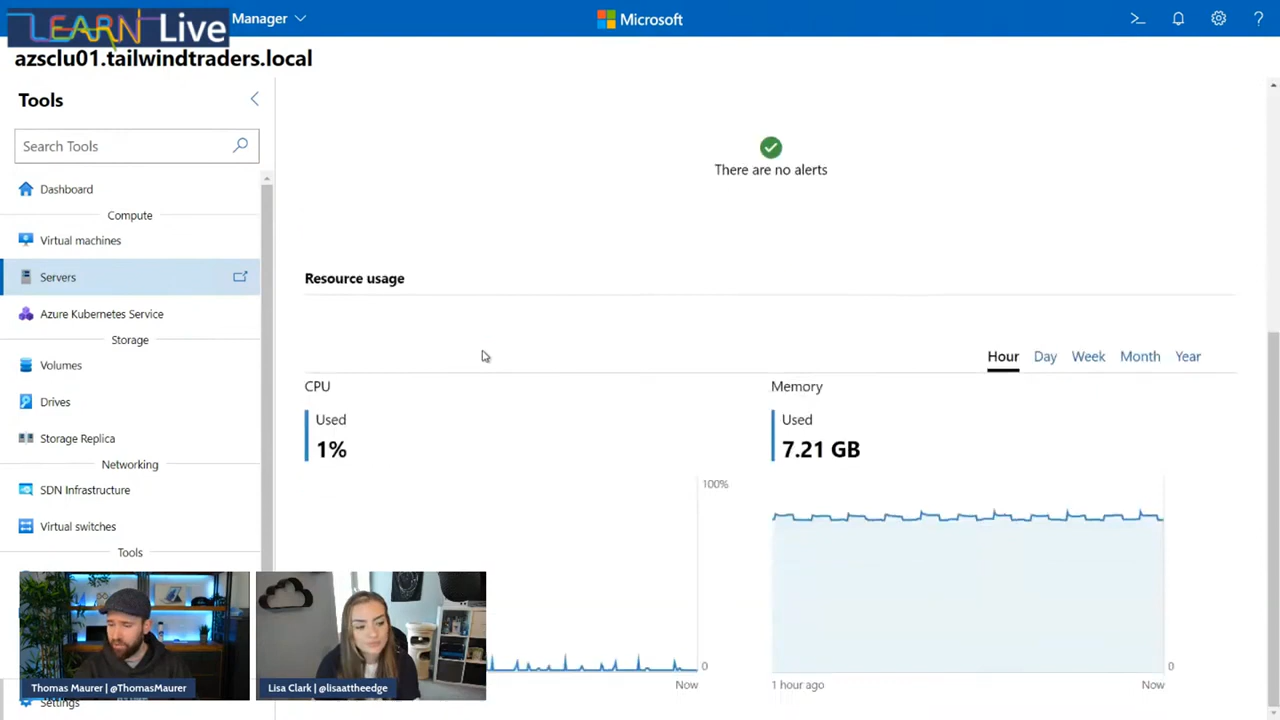 LEARN Live
Manager
Microsoft
azsclu01.tailwindtraders.local
Tools
Search Tools
Dashboard
Compute
Virtual machines
Servers
Azure Kubernetes Service
Storage
Volumes
Drives
Storage Replica
Networking
SDN Infrastructure
Virtual switches
Tools
Settings
There are no alerts
Resource usage
Hour Day Week Month Year
CPU
Used
1%
100%
0
Now
Memory
Used
7.21 GB
0
1 hour ago
Now
Thomas Maurer | @ThomasMaurer
Lisa Clark | @lisaattheedge